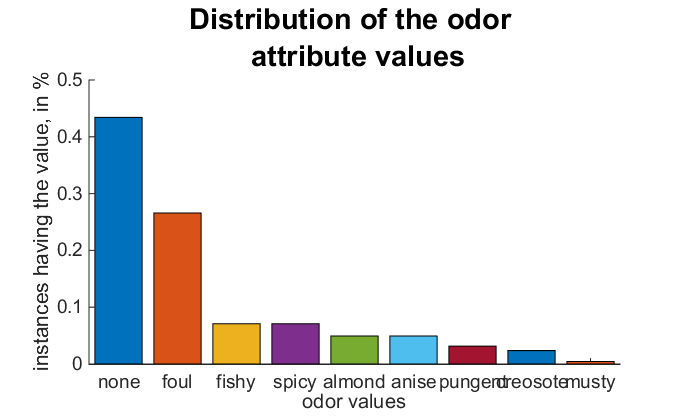 Distribution of the odor
attribute values
instances having the value, in %
0.5
0.4
0.3
0.2
0.1
0
none foul fishy spicy almond anise pungent creosote musty
odor values